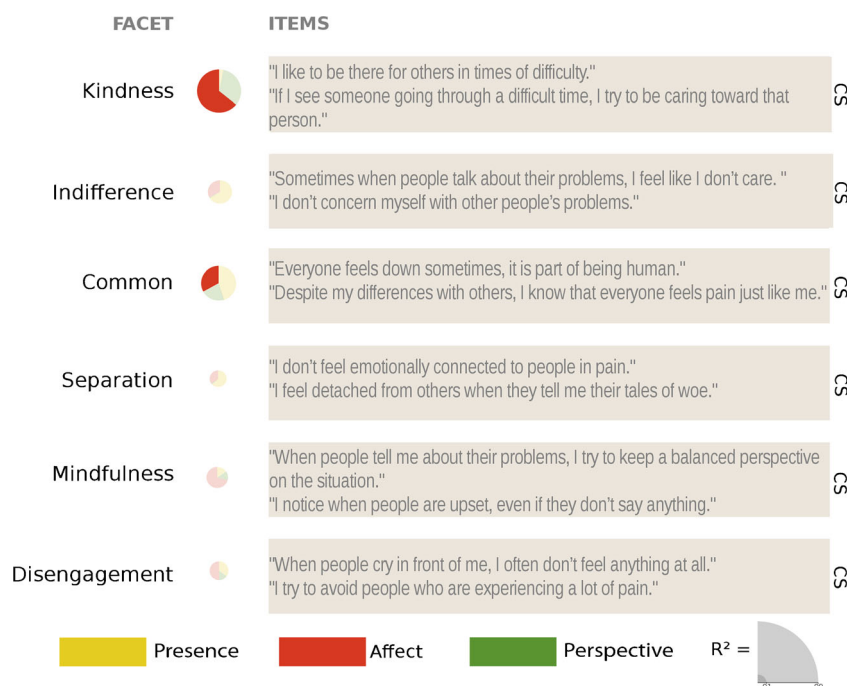 FACET ITEMS
Kindness
"I like to be there for others in times of difficulty."
"If I see someone going through a difficult time, I try to be caring toward that
person."
CS
Indifference
"Sometimes when people talk about their problems, I feel like I don’t care. "
"I don’t concern myself with other people’s problems."
CS
Common
"Everyone feels down sometimes, it is part of being human."
"Despite my differences with others, I know that everyone feels pain just like me."
CS
Separation
"I don’t feel emotionally connected to people in pain."
"I feel detached from others when they tell me their tales of woe."
CS
Mindfulness
"When people tell me about their problems, I try to keep a balanced perspective
on the situation."
"I notice when people are upset, even if they don’t say anything."
CS
Disengagement
"When people cry in front of me, I often don’t feel anything at all."
"I try to avoid people who are experiencing a lot of pain."
CS
Presence Affect Perspective R² =